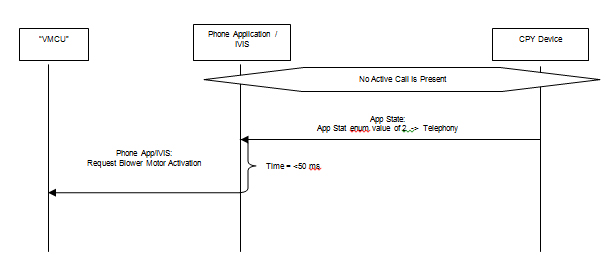 "VMCU"
Phone Application /
IVIS
CPY Device
No Active Call is Present
App State:
App Stat enum value of 2 -> Telephony
Phone App/IVIS:
Request Blower Motor Activation
Time = <50 ms